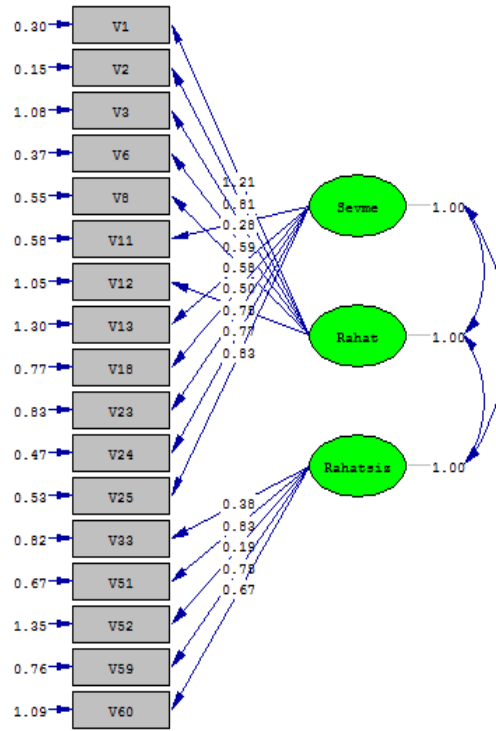 0.30 V1
0.15 V2
1.08 V3
0.37 V6
0.55 V8
0.58 V11
1.05 V12
1.30 V13
0.77 V18
0.83 V23
0.47 V24
0.53 V25
0.82 V33
0.67 V51
1.35 V52
0.76 V59
1.09 V60
1.21
0.81
0.28
0.59
0.58
0.50
0.77
0.83
0.38
0.83
0.19
0.67
Sevme 1.00
Rahat 1.00
Rahatsiz 1.00